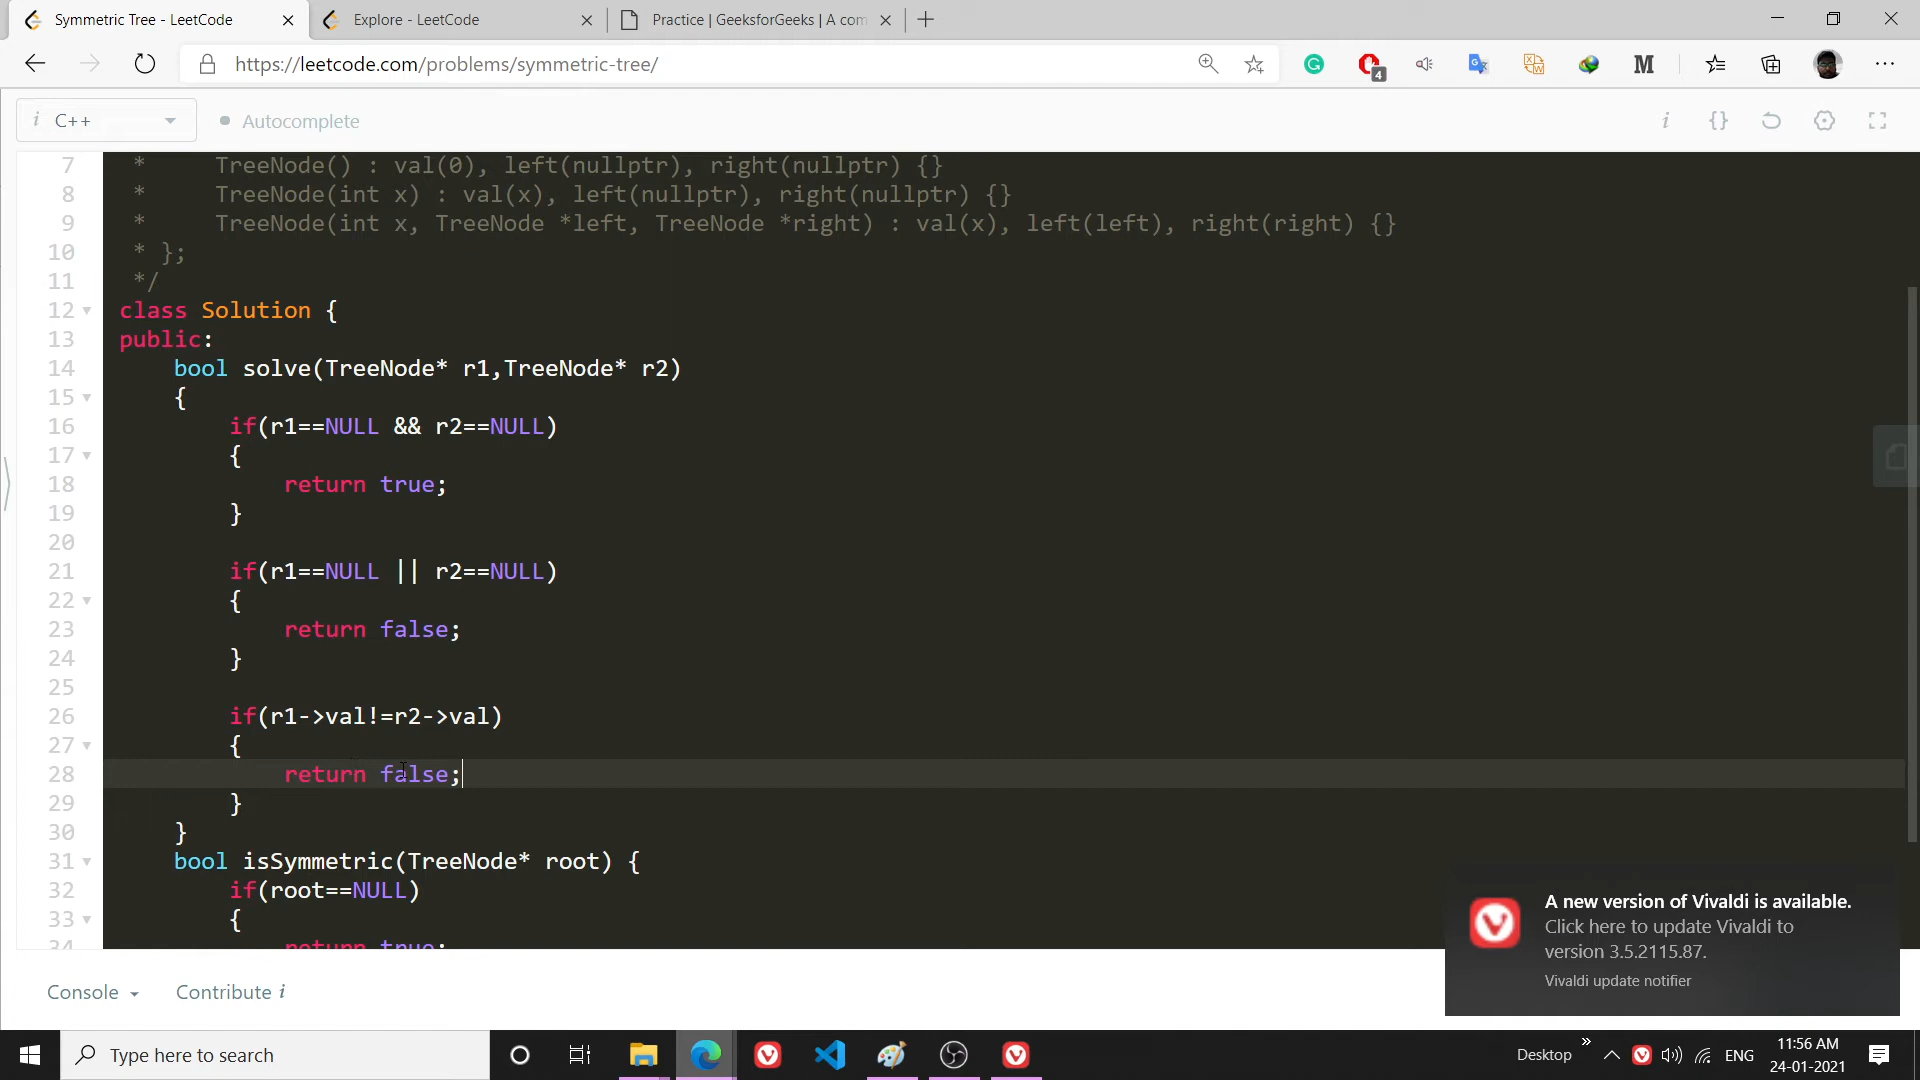 Symmetric Tree - LeetCode
Explore - LeetCode
Practice | GeeksforGeeks | A com
https://leetcode.com/problems/symmetric-tree/
4
i C++
Autocomplete
i {}
7 * TreeNode() : val(0), left(nullptr), right(nullptr) {}
8 * TreeNode(int x) : val(x), left(nullptr), right(nullptr) {}
9 * TreeNode(int x, TreeNode *left, TreeNode *right) : val(x), left(left), right(right) {}
10 * };
11 */
12 class Solution {
13 public:
14 bool solve(TreeNode* r1,TreeNode* r2)
15 {
16 if(r1==NULL && r2==NULL)
17 {
18 return true;
19 }
20
21 if(r1==NULL || r2==NULL)
22 {
23 return false;
24 }
25
26 if(r1->val!=r2->val)
27 {
28 return false;
29 }
30 }
31 bool isSymmetric(TreeNode* root) {
32 if(root==NULL)
33 {
34 return true;
A new version of Vivaldi is available.
Click here to update Vivaldi to
version 3.5.2115.87.
Vivaldi update notifier
Console
Contribute i
Type here to search
Desktop
ENG
11:56 AM
24-01-2021